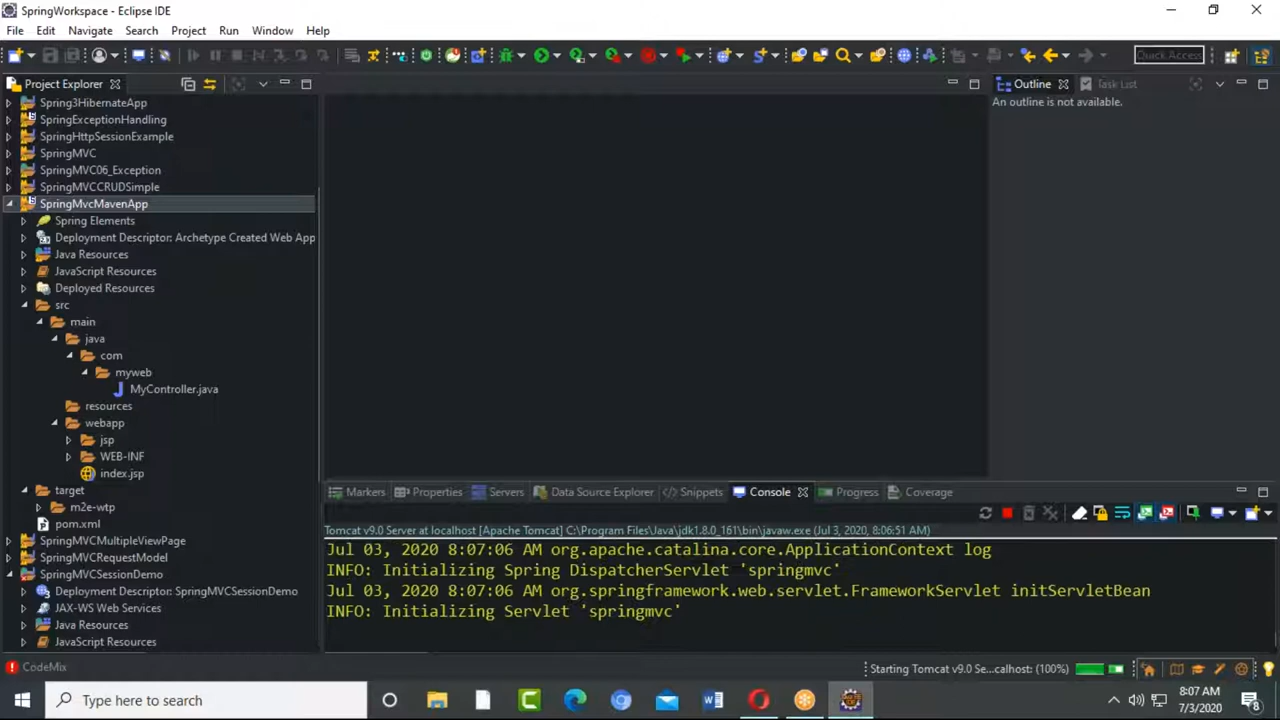 SpringWorkspace - Eclipse IDE
File Edit Navigate Search Project Run Window Help
Quick Access
Project Explorer
Spring3HibernateApp
SpringExceptionHandling
SpringHttpSessionExample
SpringMVC
SpringMVC06_Exception
SpringMVCCRUDSimple
SpringMvcMavenApp
Spring Elements
Deployment Descriptor: Archetype Created Web App
Java Resources
JavaScript Resources
Deployed Resources
src
main
java
com
myweb
MyController.java
resources
webapp
jsp
WEB-INF
index.jsp
target
m2e-wtp
pom.xml
SpringMVCMultipleViewPage
SpringMVCRequestModel
SpringMVCSessionDemo
Deployment Descriptor: SpringMVCSessionDemo
JAX-WS Web Services
Java Resources
JavaScript Resources
Outline Task List
An outline is not available.
Markers Properties Servers Data Source Explorer Snippets Console Progress Coverage
Tomcat v9.0 Server at localhost [Apache Tomcat] C:\Program Files\Java\jdk1.8.0_161\bin\javaw.exe (Jul 3, 2020, 8:06:51 AM)
Jul 03, 2020 8:07:06 AM org.apache.catalina.core.ApplicationContext log
INFO: Initializing Spring DispatcherServlet 'springmvc'
Jul 03, 2020 8:07:06 AM org.springframework.web.servlet.FrameworkServlet initServletBean
INFO: Initializing Servlet 'springmvc'
CodeMix
Starting Tomcat v9.0 Se...calhost: (100%)
Type here to search
8:07 AM
7/3/2020
8